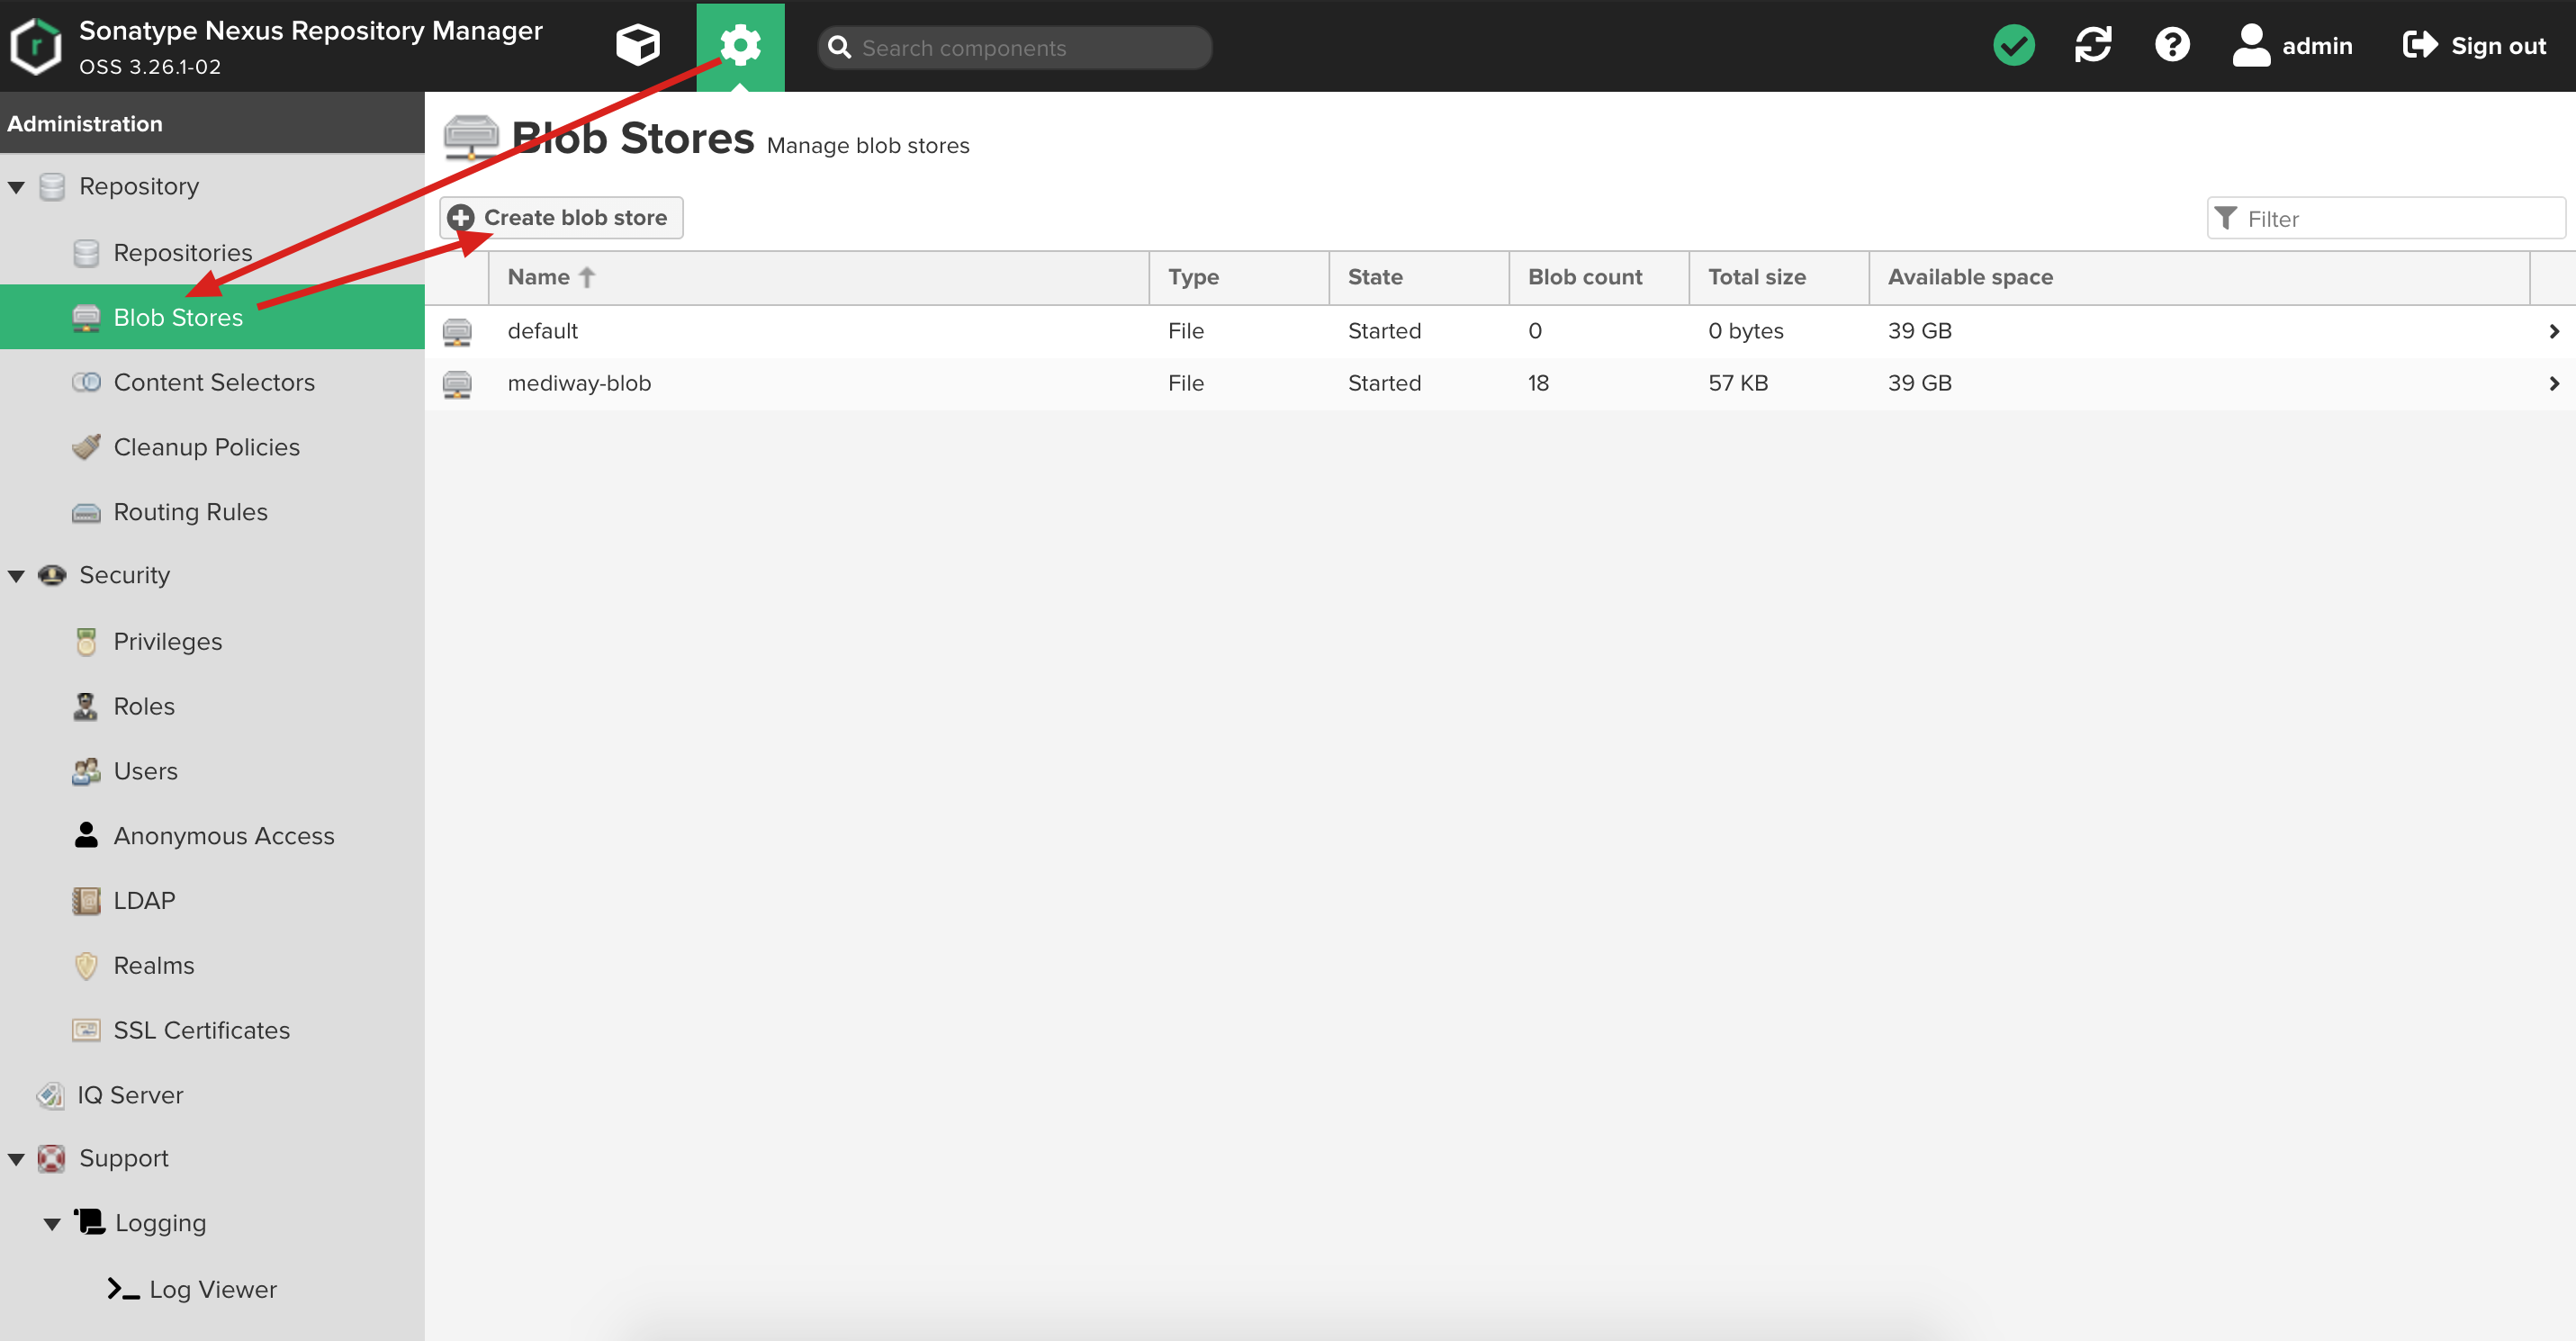 Sonatype Nexus Repository Manager
OSS 3.26.1-02
Search components
admin
Sign out
Administration
Repository
Repositories
Blob Stores
Content Selectors
Cleanup Policies
Routing Rules
Security
Privileges
Roles
Users
Anonymous Access
LDAP
Realms
SSL Certificates
IQ Server
Support
Logging
Log Viewer
Blob Stores Manage blob stores
Create blob store
Filter
Name Type State Blob count Total size Available space
default File Started 0 0 bytes 39 GB
mediway-blob File Started 18 57 KB 39 GB